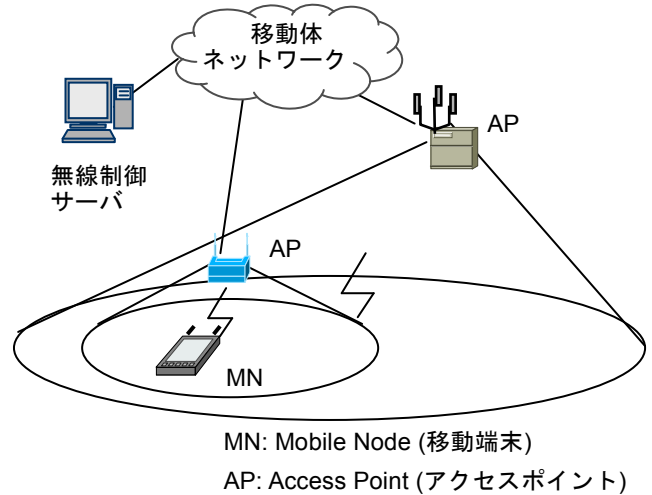 移動体
ネットワーク
AP
無線制御
サーバ
AP
MN
MN: Mobile Node (移動端末)
AP: Access Point (アクセスポイント)